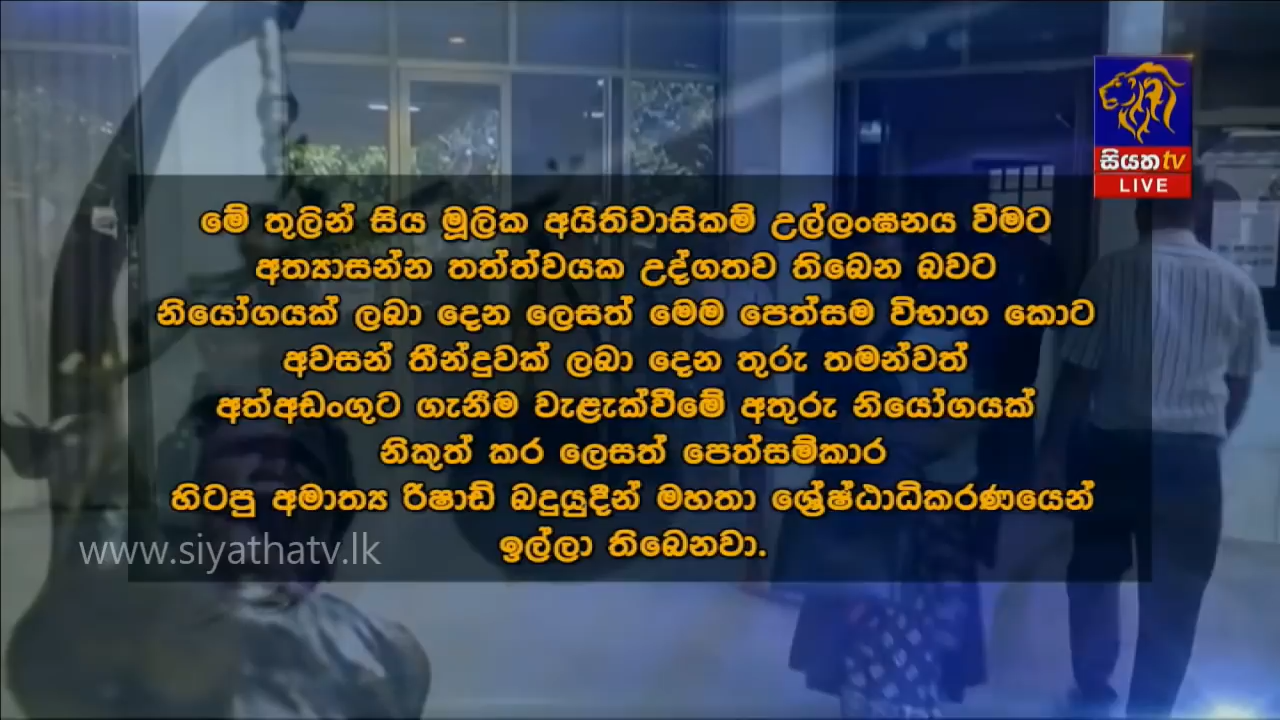 සියත tv
LIVE
මේ තුලින් සිය මූලික අයිතිවාසිකම් උල්ලංඝනය වීමට
අත්‍යාසන්න තත්ත්වයක උද්ගතව තිබෙන බවට
නියෝගයක් ලබා දෙන ලෙසත් මෙම පෙත්සම විභාග කොට
අවසන් තීන්දුවක් ලබා දෙන තුරු තමන්වත්
අත්අඩංගුට ගැනීම වැළැක්වීමේ අතුරු නියෝගයක්
නිකුත් කර ලෙසත් පෙත්සම්කාර
හිටපු අමාත්‍ය රිෂාඩ් බදුයුදීන් මහතා ශ්‍රේෂ්ඨාධිකරණයෙන්
ඉල්ලා තිබෙනවා.
www.siyathatv.lk